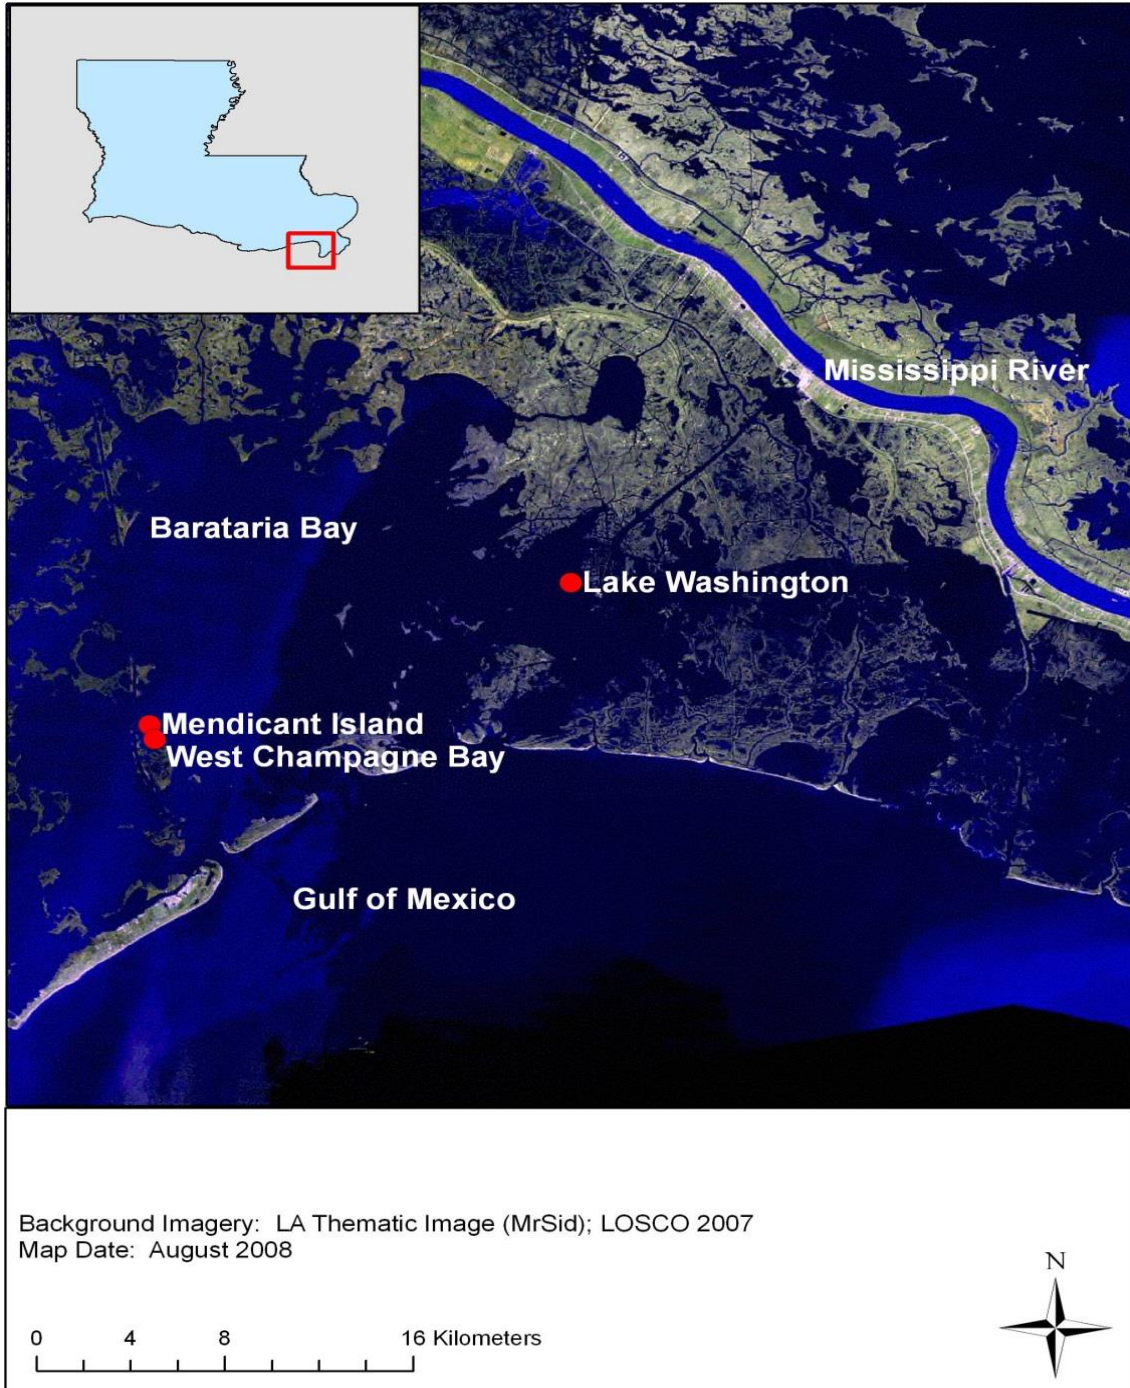 Mississippi River
Barataria Bay
Lake Washington
Mendicant Island
West Champagne Bay
Gulf of Mexico
Background Imagery: LA Thematic Image (MrSid); LOSCO 2007
Map Date: August 2008
N
0 4 8 16 Kilometers